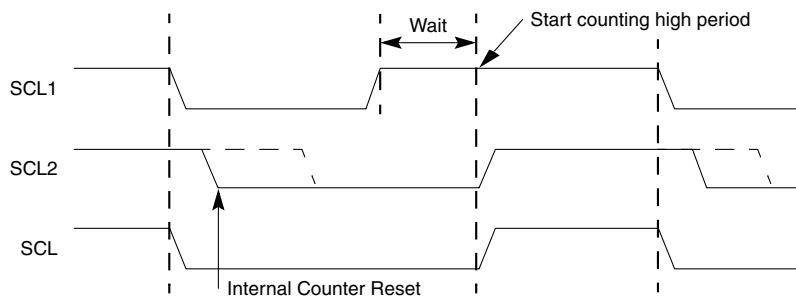 Wait
Start counting high period
SCL1
SCL2
SCL
Internal Counter Reset